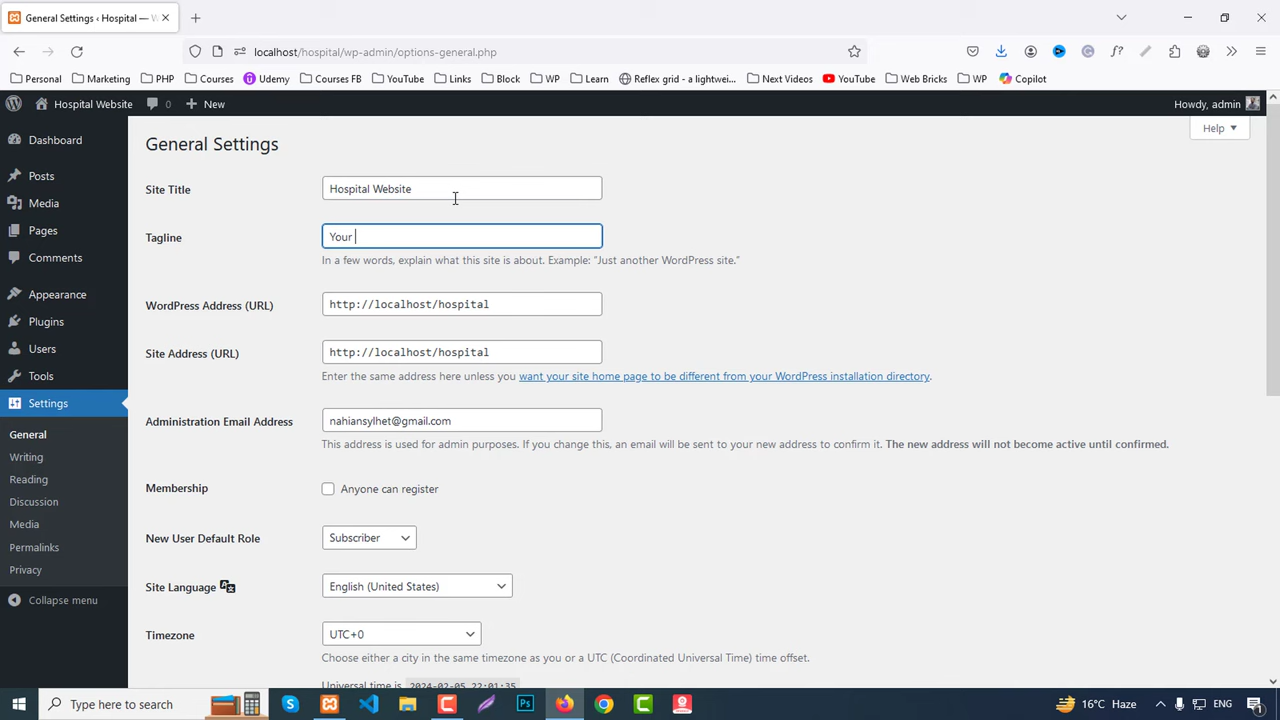 General Settings ‹ Hospital — W
localhost/hospital/wp-admin/options-general.php
Personal Marketing PHP Courses Udemy Courses FB YouTube Links Block WP Learn Reflex grid - a lightwei... Next Videos YouTube Web Bricks WP Copilot
Hospital Website 0 New Howdy, admin
Help
Dashboard
Posts
Media
Pages
Comments
Appearance
Plugins
Users
Tools
Settings
General
Writing
Reading
Discussion
Media
Permalinks
Privacy
Collapse menu
General Settings
Site Title Hospital Website
Tagline Your
In a few words, explain what this site is about. Example: “Just another WordPress site.”
WordPress Address (URL) http://localhost/hospital
Site Address (URL) http://localhost/hospital
Enter the same address here unless you want your site home page to be different from your WordPress installation directory.
Administration Email Address nahiansylhet@gmail.com
This address is used for admin purposes. If you change this, an email will be sent to your new address to confirm it. The new address will not become active until confirmed.
Membership Anyone can register
New User Default Role Subscriber
Site Language English (United States)
Timezone UTC+0
Choose either a city in the same timezone as you or a UTC (Coordinated Universal Time) time offset.
Universal time is 2024-02-05 22:01:35
Type here to search 16°C Haze ENG